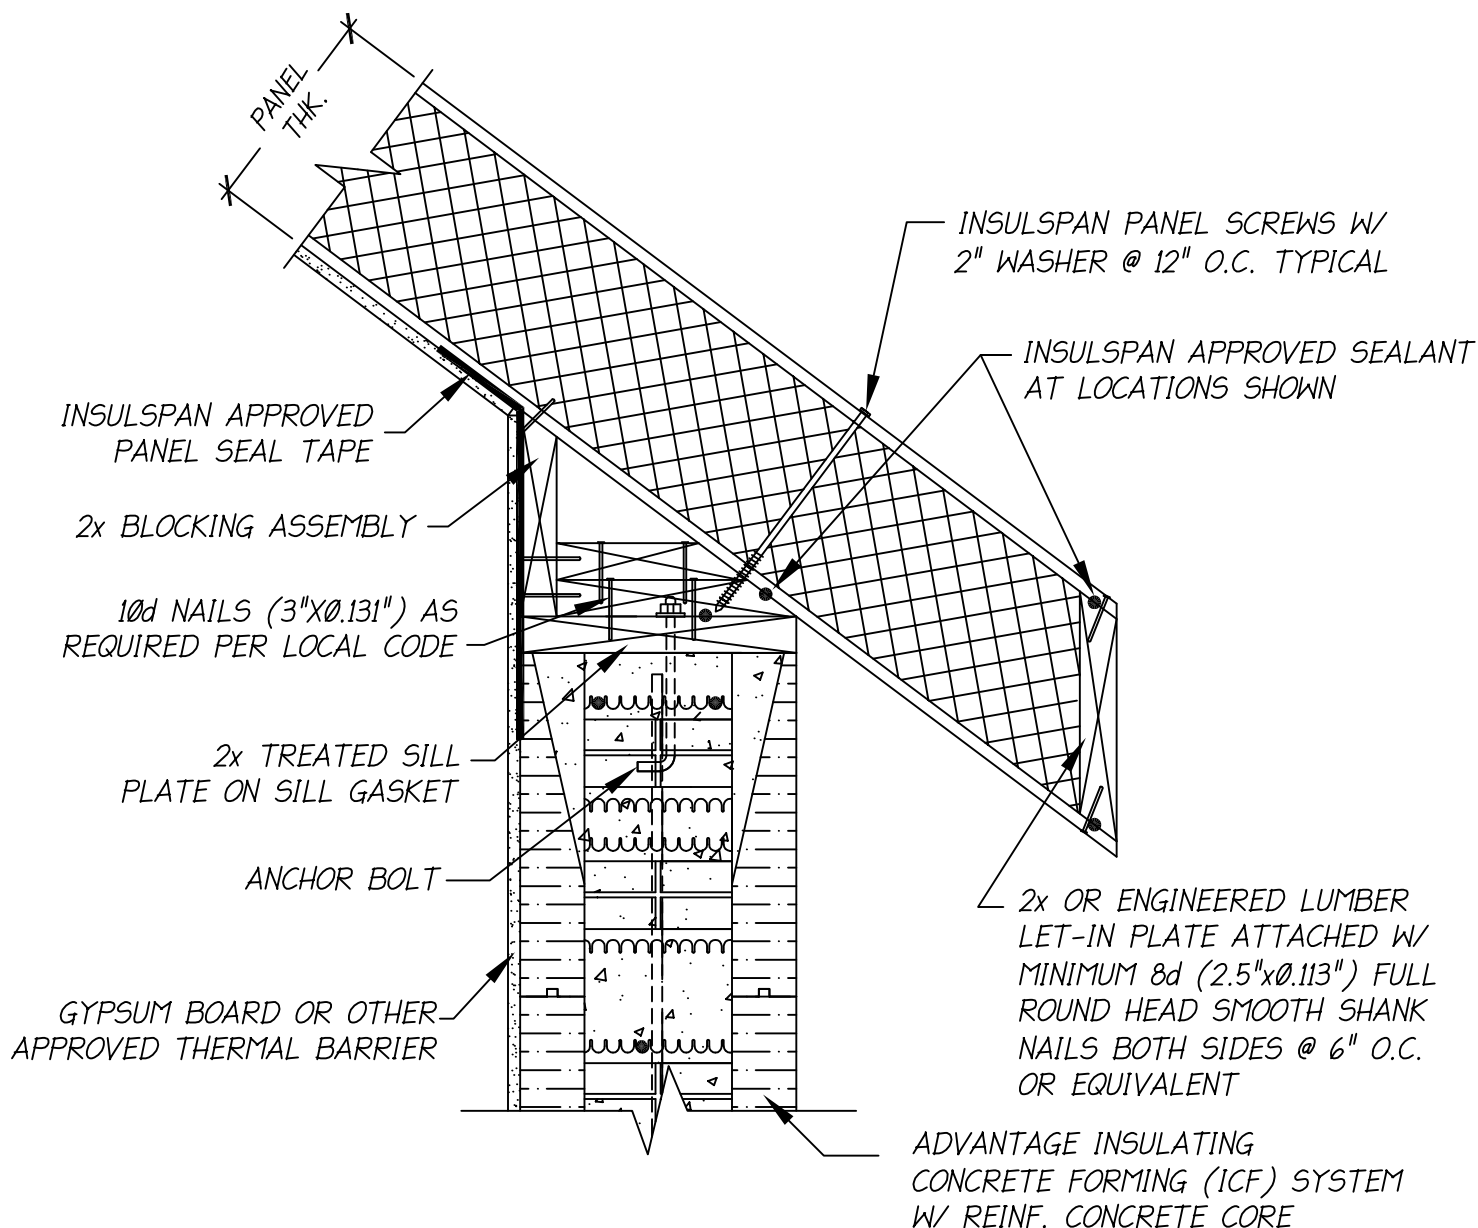 PANEL
THK.
INSULSPAN PANEL SCREWS W/
2" WASHER @ 12" O.C. TYPICAL
INSULSPAN APPROVED SEALANT
AT LOCATIONS SHOWN
INSULSPAN APPROVED
PANEL SEAL TAPE
2x BLOCKING ASSEMBLY
10d NAILS (3"X0.131") AS
REQUIRED PER LOCAL CODE
2x TREATED SILL
PLATE ON SILL GASKET
ANCHOR BOLT
GYPSUM BOARD OR OTHER
APPROVED THERMAL BARRIER
2x OR ENGINEERED LUMBER
LET-IN PLATE ATTACHED W/
MINIMUM 8d (2.5"x0.113") FULL
ROUND HEAD SMOOTH SHANK
NAILS BOTH SIDES @ 6" O.C.
OR EQUIVALENT
ADVANTAGE INSULATING
CONCRETE FORMING (ICF) SYSTEM
W/ REINF. CONCRETE CORE